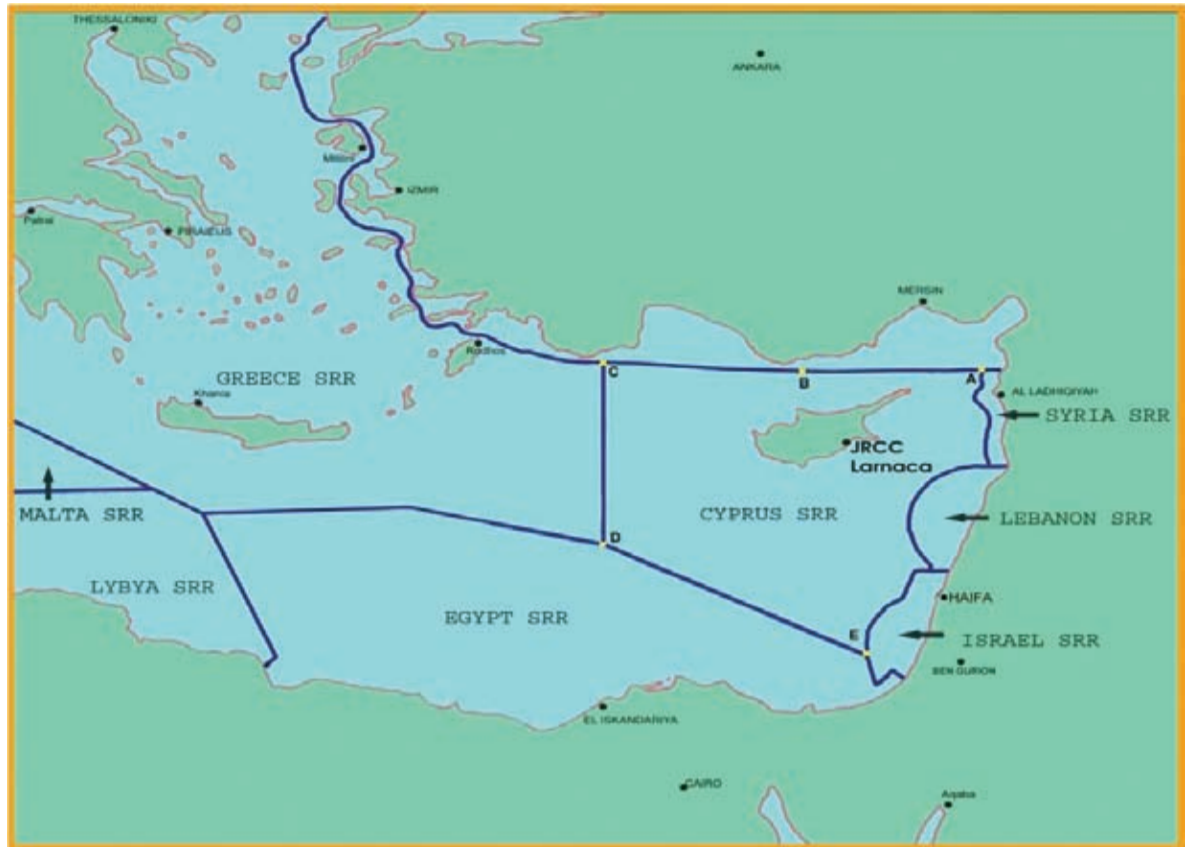 THESSALONIKI
ANKARA
Mitilini
IZMIR
Patrai
PIRAIEUS
MERSIN
Rodhos
C
B
A
GREECE SRR
Khania
AL LADHIQIYAH
SYRIA SRR
JRCC
Larnaca
MALTA SRR
CYPRUS SRR
LEBANON SRR
D
LYBYA SRR
HAIFA
EGYPT SRR
E
ISRAEL SRR
BEN GURION
EL ISKANDARIYA
CAIRO
Aqaba